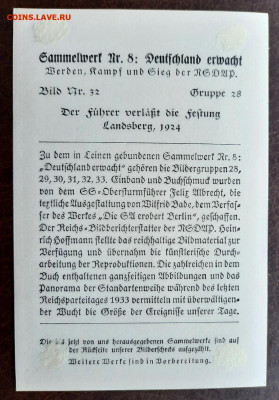 COINSS.LAVE.RU
Sammelwerk Nr. 8: Deutschland erwacht
Werden, Kampf und Sieg der NSDAP.
Bild Nr. 32 Gruppe 28
Der Führer verläßt die Festung
Landsberg, 1924
Zu dem in Leinen gebundenen Sammelwerk Nr. 8:
„Deutschland erwacht“ gehören die Bildergruppen 28,
29, 30, 31, 32, 33. Einband und Buchschmuck wurden
von dem SS-Obersturmführer Felix Albrecht, die
textliche Ausgestaltung von Wilfrid Bade, dem Verfas-
ser des Werkes „Die SA erobert Berlin“, geschaffen.
Der Reichs-Bildberichterstatter der NSDAP. Hein-
rich Hoffmann stellte das reichhaltige Bildmaterial zur
Verfügung und übernahm die künstlerische Durch-
arbeitung der Reproduktionen. Die zahlreichen in dem
Buch enthaltenen ganzseitigen Abbildungen und das
Panorama der Standartenweihe während des letzten
Reichsparteitages 1933 vermitteln mit überwältigen-
der Wucht die Größe der Ereignisse unserer Tage.
Die bis jetzt von uns herausgegebenen Sammelwerke sind auf
der Rückseite unserer Bilderschecks aufgezählt.
Weitere Werke sind in Vorbereitung.